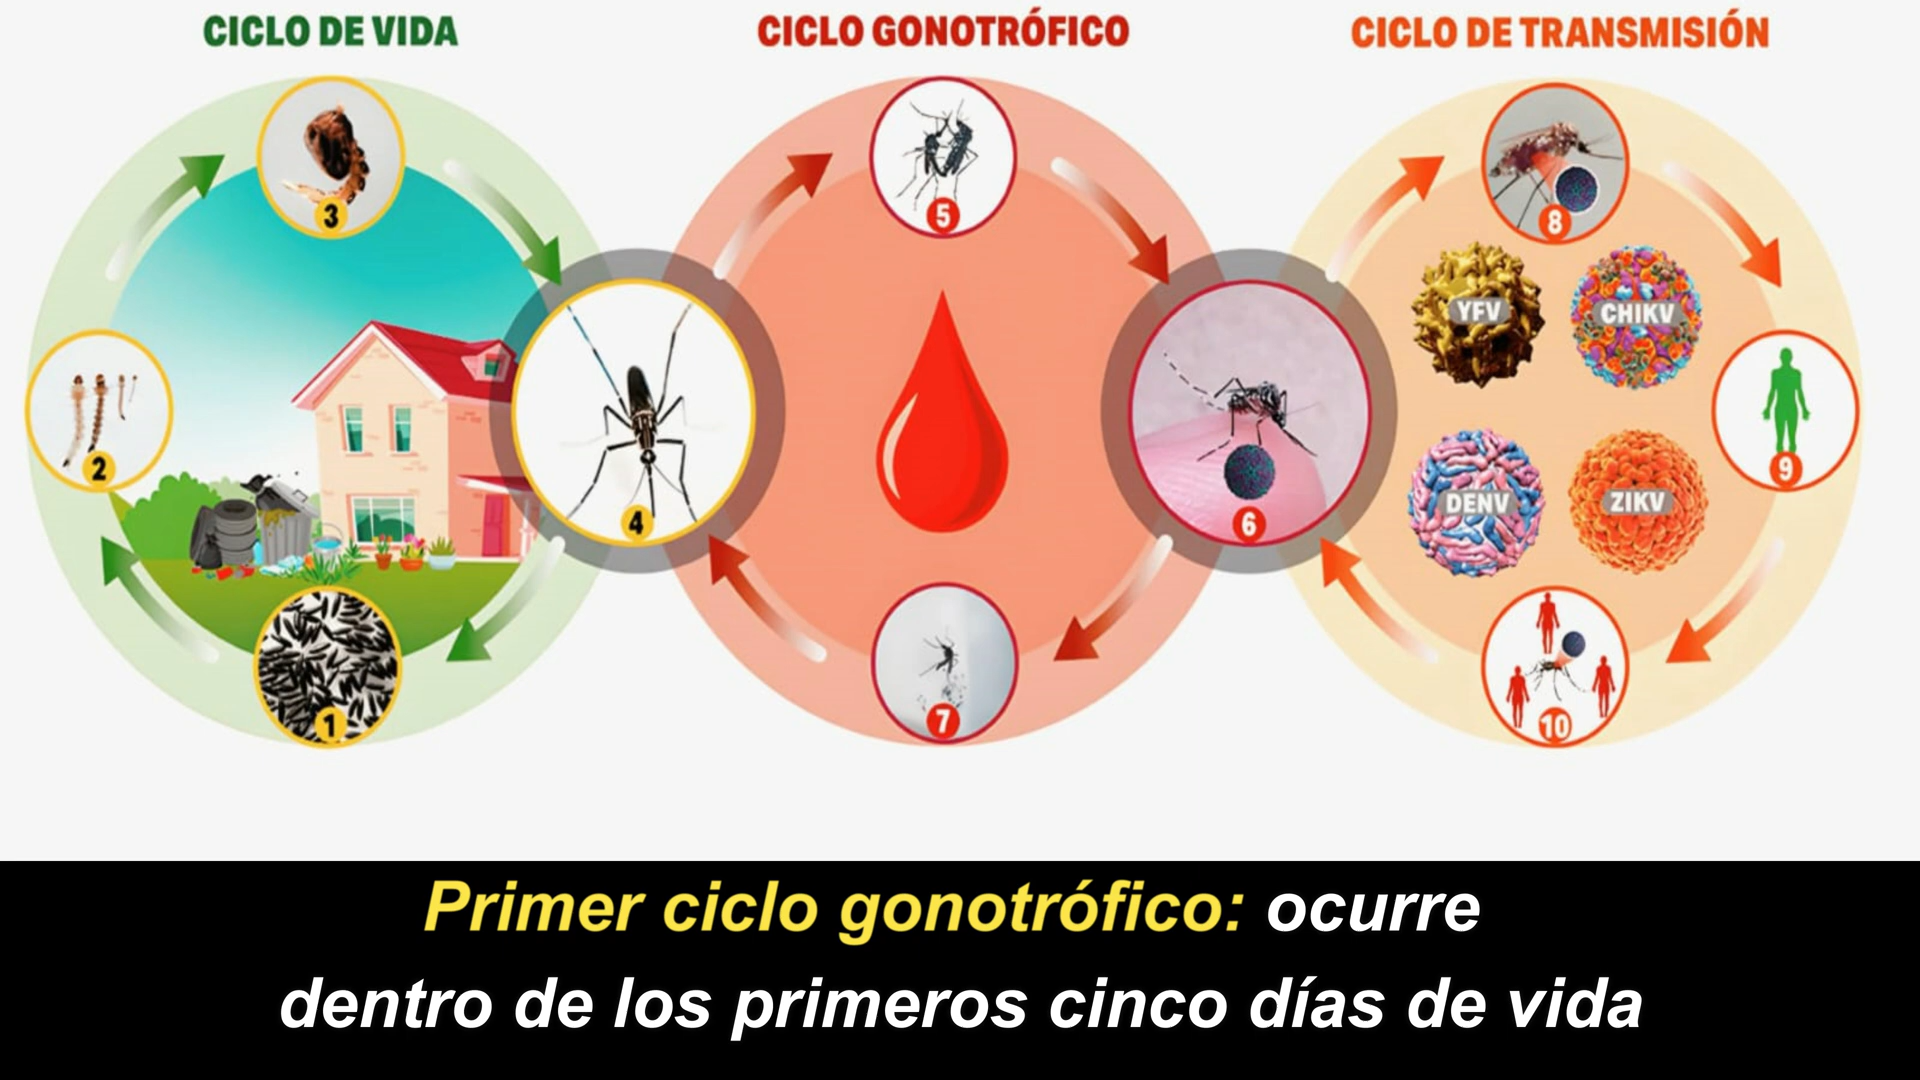 CICLO DE VIDA
CICLO GONOTRÓFICO
CICLO DE TRANSMISIÓN
3
5
8
YFV
CHIKV
2
4
6
9
DENV
ZIKV
1
7
10
Primer ciclo gonotrófico: ocurre
dentro de los primeros cinco días de vida